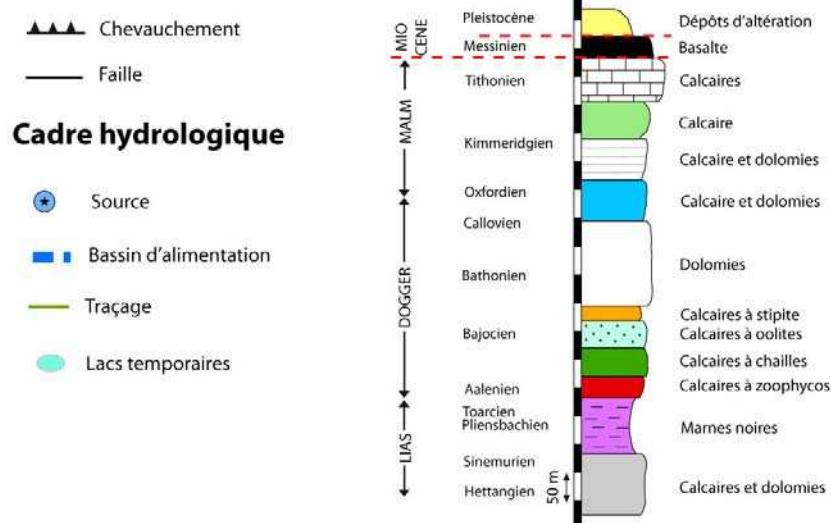 Chevauchement
Faille
Cadre hydrologique
Source
Bassin d'alimentation
Traçage
Lacs temporaires
MIO
CENE
MALM
DOGGER
LIAS
Pleistocène
Messinien
Tithonien
Kimmeridgien
Oxfordien
Callovien
Bathonien
Bajocien
Aalenien
Toarcien
Pliensbachien
Sinemurien
Hettangien
50 m
Dépôts d'altération
Basalte
Calcaires
Calcaire
Calcaire et dolomies
Calcaire et dolomies
Dolomies
Calcaires à stipite
Calcaires à oolites
Calcaires à chailles
Calcaires à zoophycos
Marnes noires
Calcaires et dolomies